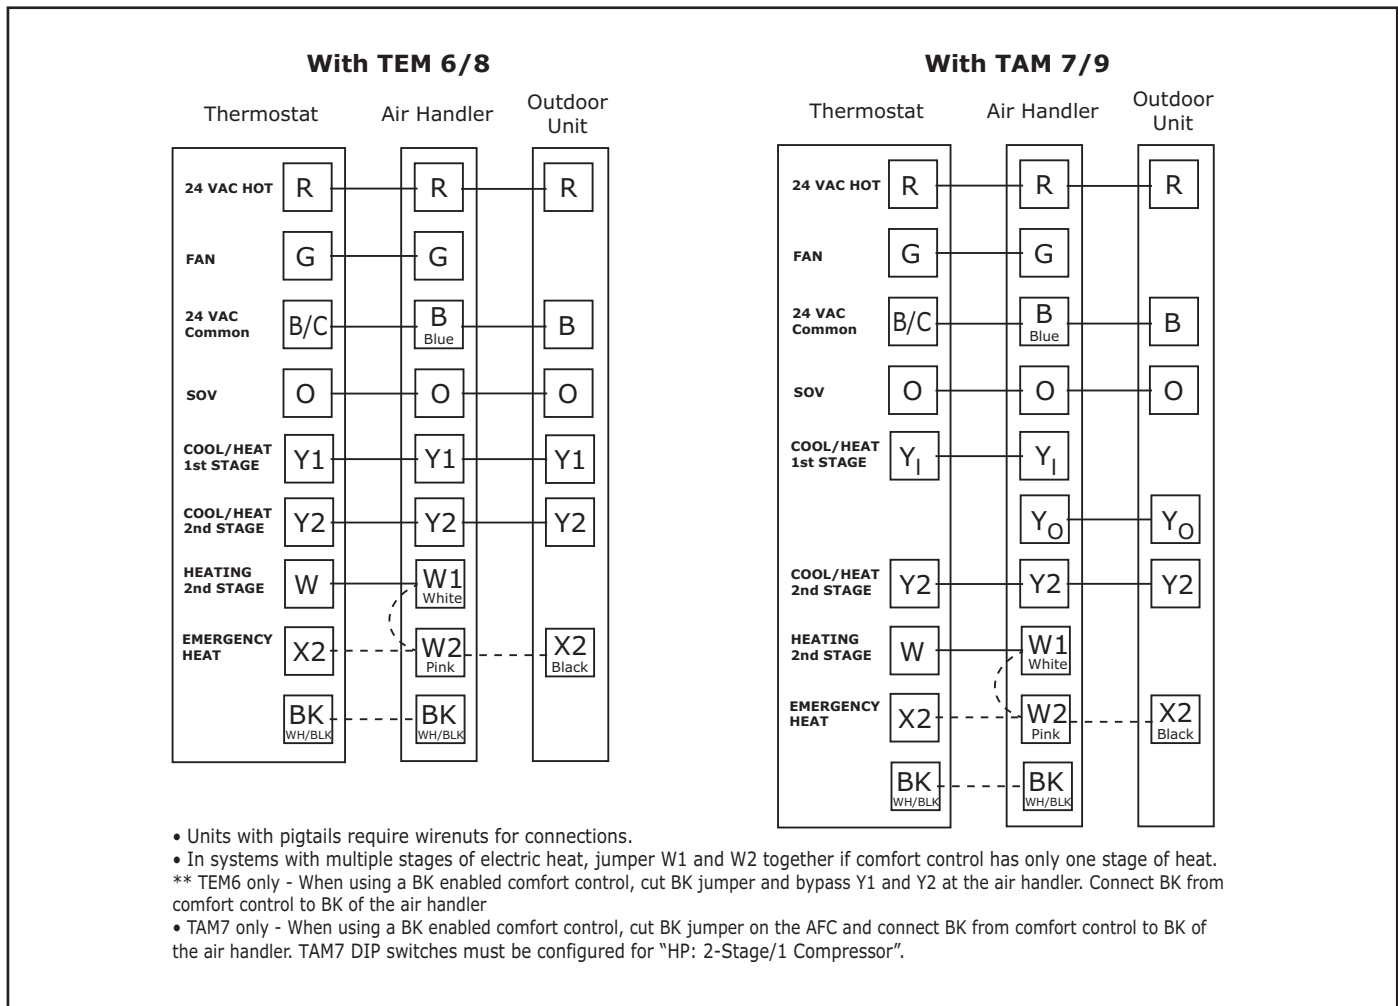 With TEM 6/8
Thermostat Air Handler Outdoor
Unit
24 VAC HOT R R R
FAN G G
24 VAC
Common B/C B B
Blue
SOV O O O
COOL/HEAT
1st STAGE Y1 Y1 Y1
COOL/HEAT
2nd STAGE Y2 Y2 Y2
HEATING
2nd STAGE W W1
White
EMERGENCY
HEAT X2 W2 X2
Pink Black
BK BK
WH/BLK WH/BLK
With TAM 7/9
Thermostat Air Handler Outdoor
Unit
24 VAC HOT R R R
FAN G G
24 VAC
Common B/C B B
Blue
SOV O O O
COOL/HEAT
1st STAGE YI YI
YO YO
COOL/HEAT
2nd STAGE Y2 Y2 Y2
HEATING
2nd STAGE W W1
White
EMERGENCY
HEAT X2 W2 X2
Pink Black
BK BK
WH/BLK WH/BLK
• Units with pigtails require wirenuts for connections.
• In systems with multiple stages of electric heat, jumper W1 and W2 together if comfort control has only one stage of heat.
** TEM6 only - When using a BK enabled comfort control, cut BK jumper and bypass Y1 and Y2 at the air handler. Connect BK from
comfort control to BK of the air handler
• TAM7 only - When using a BK enabled comfort control, cut BK jumper on the AFC and connect BK from comfort control to BK of
the air handler. TAM7 DIP switches must be configured for “HP: 2-Stage/1 Compressor”.